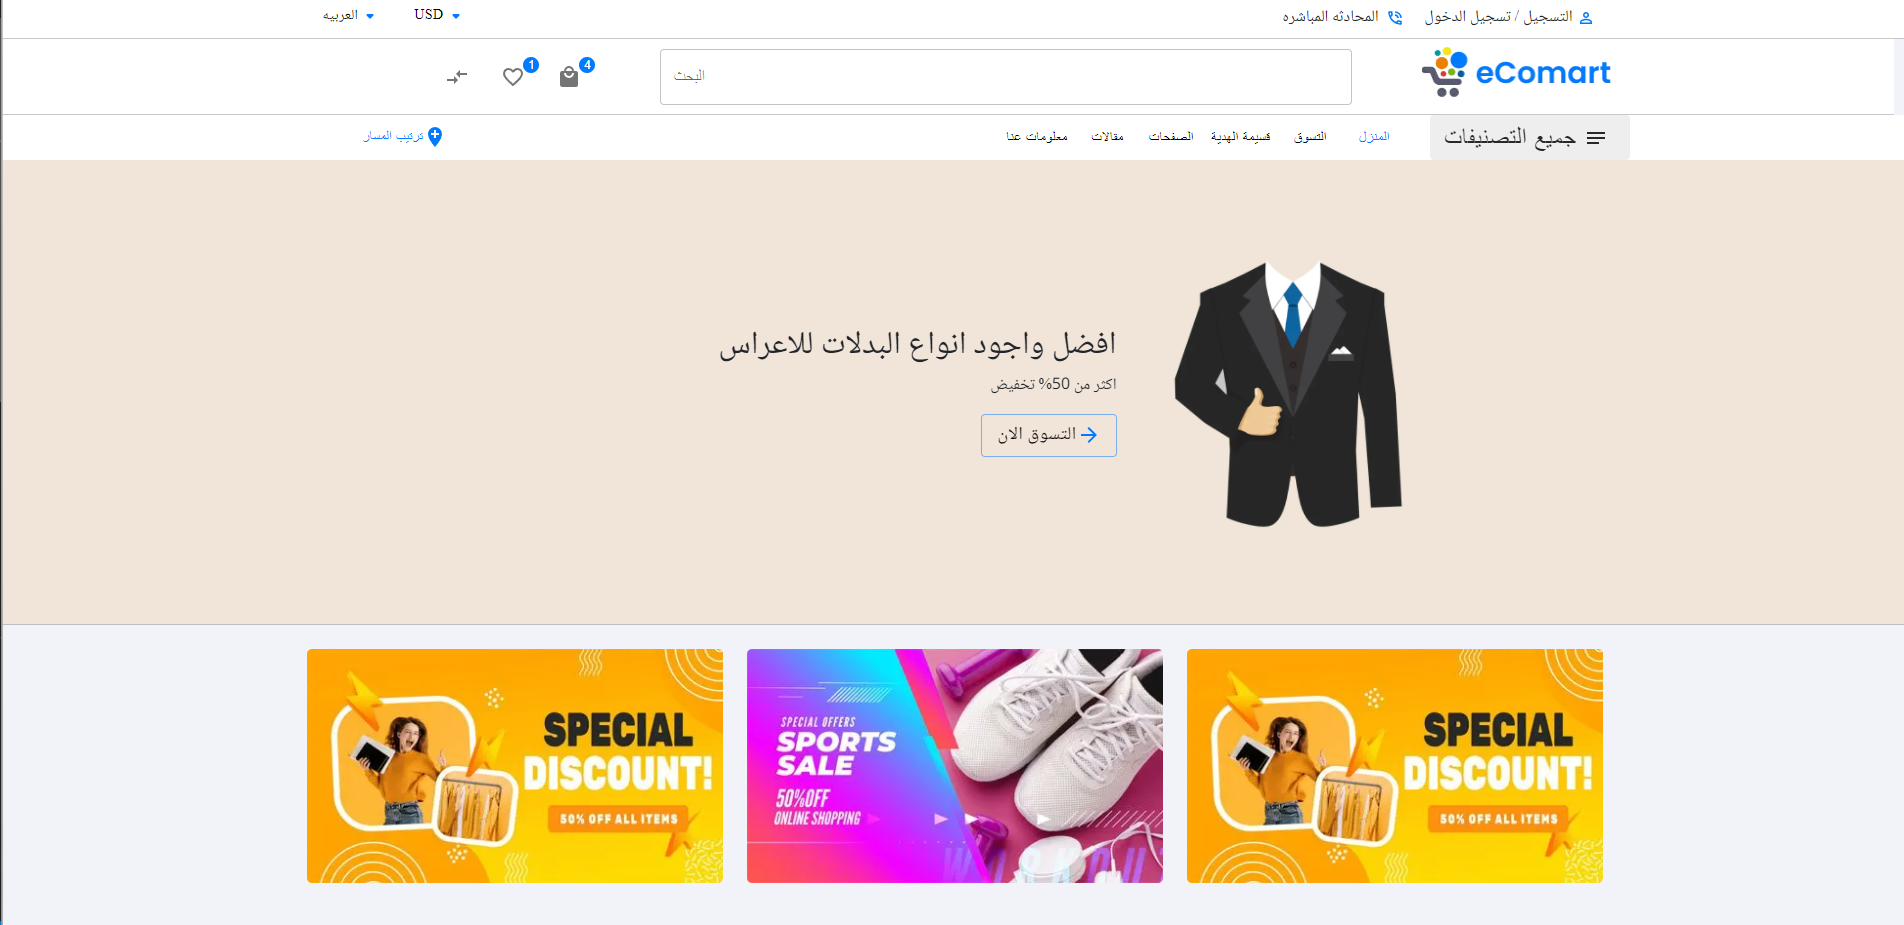 التسجيل / تسجيل الدخول
المحادثه المباشره
USD
العربيه
eComart
البحث
4
1
جميع التصنيفات
المنزل
التسوق
قسيمة الهدية
الصفحات
مقالات
معلومات عنا
ترتيب المسار
افضل واجود انواع البدلات للاعراس
اكثر من 50% تخفيض
التسوق الان
SPECIAL
DISCOUNT!
50% OFF ALL ITEMS
SPECIAL OFFERS
SPORTS
SALE
50%OFF
ONLINE SHOPPING
SPECIAL
DISCOUNT!
50% OFF ALL ITEMS